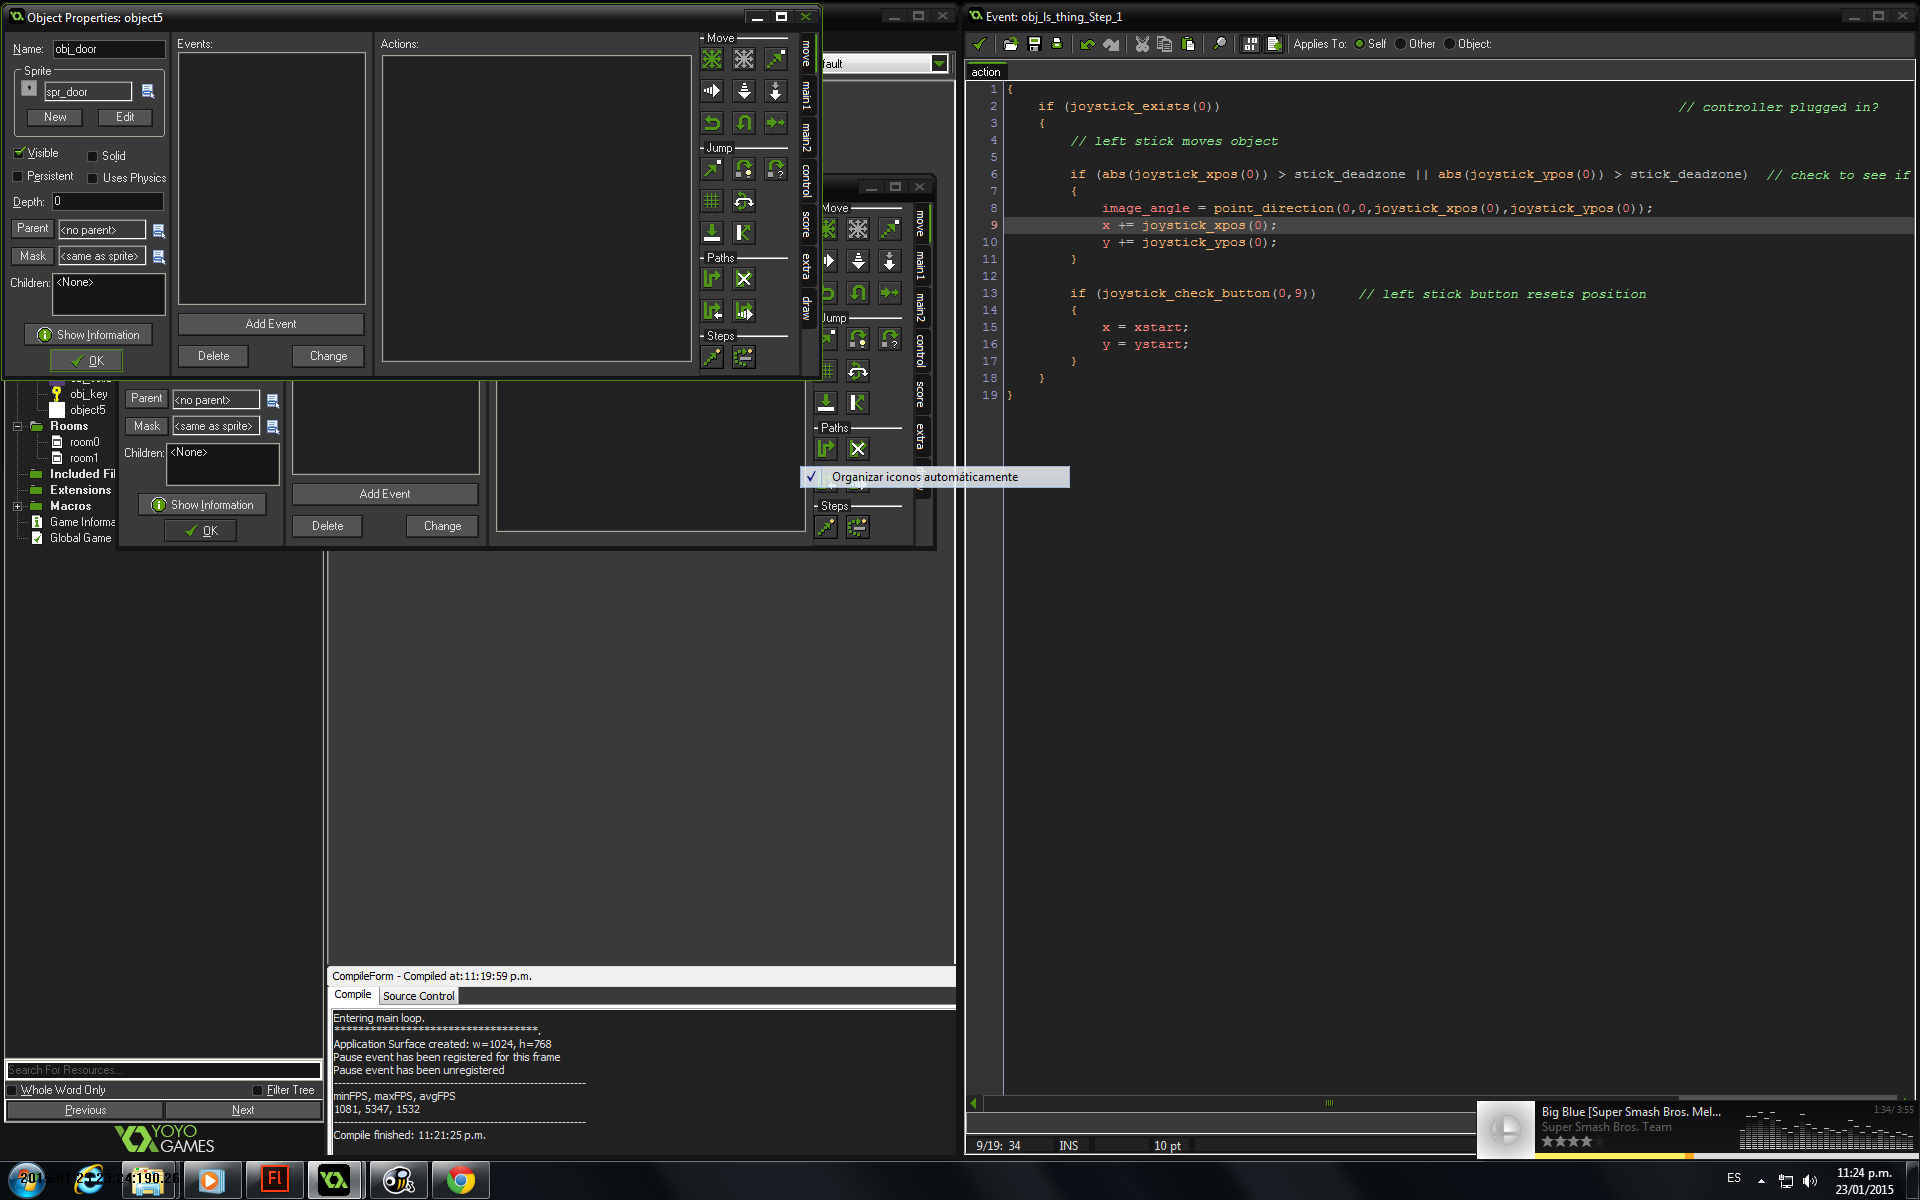 Object Properties: object5
Name: obj_door
Sprite
spr_door
New Edit
Visible Solid
Persistent Uses Physics
Depth: 0
Parent <no parent>
Mask <same as sprite>
Children: <None>
Show Information
OK
Events:
Add Event
Delete Change
Actions:
Move
Jump
Paths
Steps
move
main1
main2
control
score
extra
draw
fault
obj_key
object5
Rooms
room0
room1
Included Fil
Extensions
Macros
Game Informa
Global Game
Parent <no parent>
Mask <same as sprite>
Children: <None>
Show Information
OK
Add Event
Delete Change
Move
Jump
Paths
Steps
move
main1
main2
control
score
extra
Organizar iconos automáticamente
Search For Resources...
Whole Word Only Filter Tree
Previous Next
YOYO GAMES
CompileForm - Compiled at: 11:19:59 p.m.
Compile Source Control
Entering main loop.
**********************************.
Application Surface created: w=1024, h=768
Pause event has been registered for this frame
Pause event has been unregistered
minFPS, maxFPS, avgFPS
1081, 5347, 1532
Compile finished: 11:21:25 p.m.
Event: obj_ls_thing_Step_1
Applies To: Self Other Object:
action
1 {
2 if (joystick_exists(0)) // controller plugged in?
3 {
4 // left stick moves object
5
6 if (abs(joystick_xpos(0)) > stick_deadzone || abs(joystick_ypos(0)) > stick_deadzone) // check to see if
7 {
8 image_angle = point_direction(0,0,joystick_xpos(0),joystick_ypos(0));
9 x += joystick_xpos(0);
10 y += joystick_ypos(0);
11 }
12
13 if (joystick_check_button(0,9)) // left stick button resets position
14 {
15 x = xstart;
16 y = ystart;
17 }
18 }
19 }
9/19: 34 INS 10 pt
Big Blue [Super Smash Bros. Mel...
Super Smash Bros. Team
1:34/ 3:55
ES
11:24 p.m.
23/01/2015